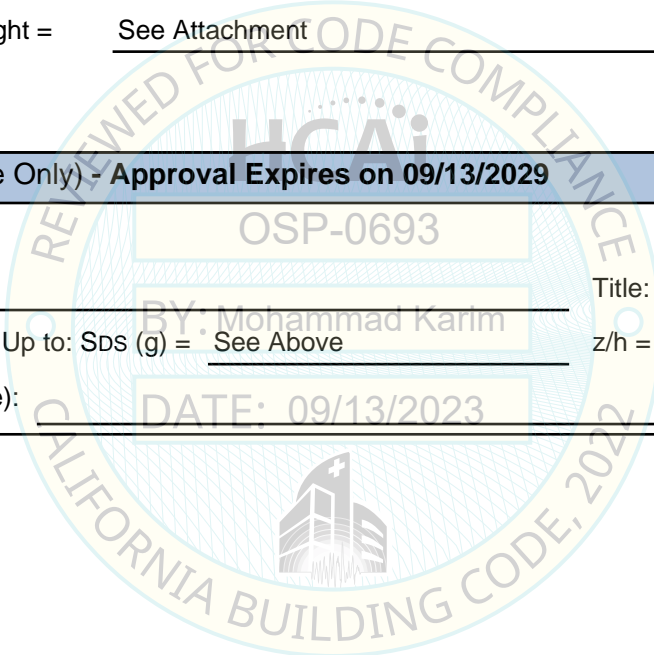 ght = See Attachment
REVIEWED FOR CODE COMPLIANCE
HCAi
e Only) - Approval Expires on 09/13/2029
OSP-0693
Title:
BY: Mohammad Karim
Up to: SDS (g) = See Above z/h =
e):
DATE: 09/13/2023
CALIFORNIA BUILDING CODE, 2022